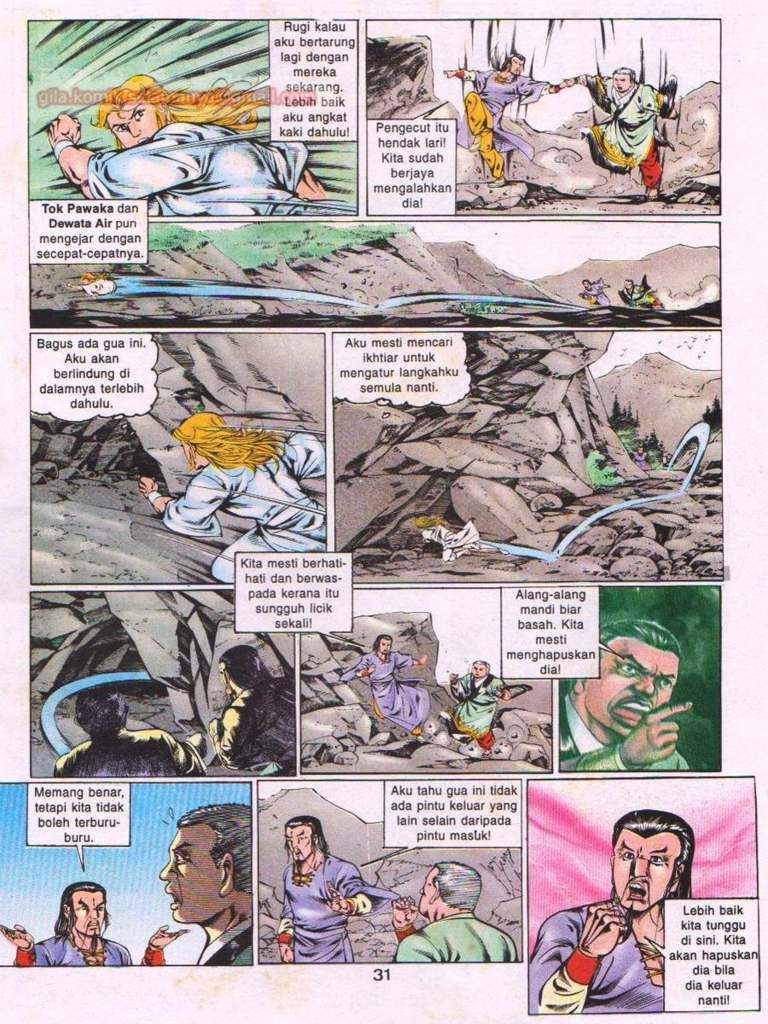 Rugi kalau
aku bertarung
lagi dengan
mereka
sekarang.
Lebih baik
aku angkat
kaki dahulu!
Pengecut itu
hendak lari!
Kita sudah
berjaya
mengalahkan
dia!
Tok Pawaka dan
Dewata Air pun
mengejar dengan
secepat-cepatnya.
Bagus ada gua ini.
Aku akan
berlindung di
dalamnya terlebih
dahulu.
Aku mesti mencari
ikhtiar untuk
mengatur langkahku
semula nanti.
Kita mesti berhati-
hati dan berwas-
pada kerana itu
sungguh licik
sekali!
Alang-alang
mandi biar
basah. Kita
mesti
menghapuskan
dia!
Memang benar,
tetapi kita tidak
boleh terburu-
buru.
Aku tahu gua ini tidak
ada pintu keluar yang
lain selain daripada
pintu masuk!
Lebih baik
kita tunggu
di sini. Kita
akan hapuskan
dia bila
dia keluar
nanti!
31